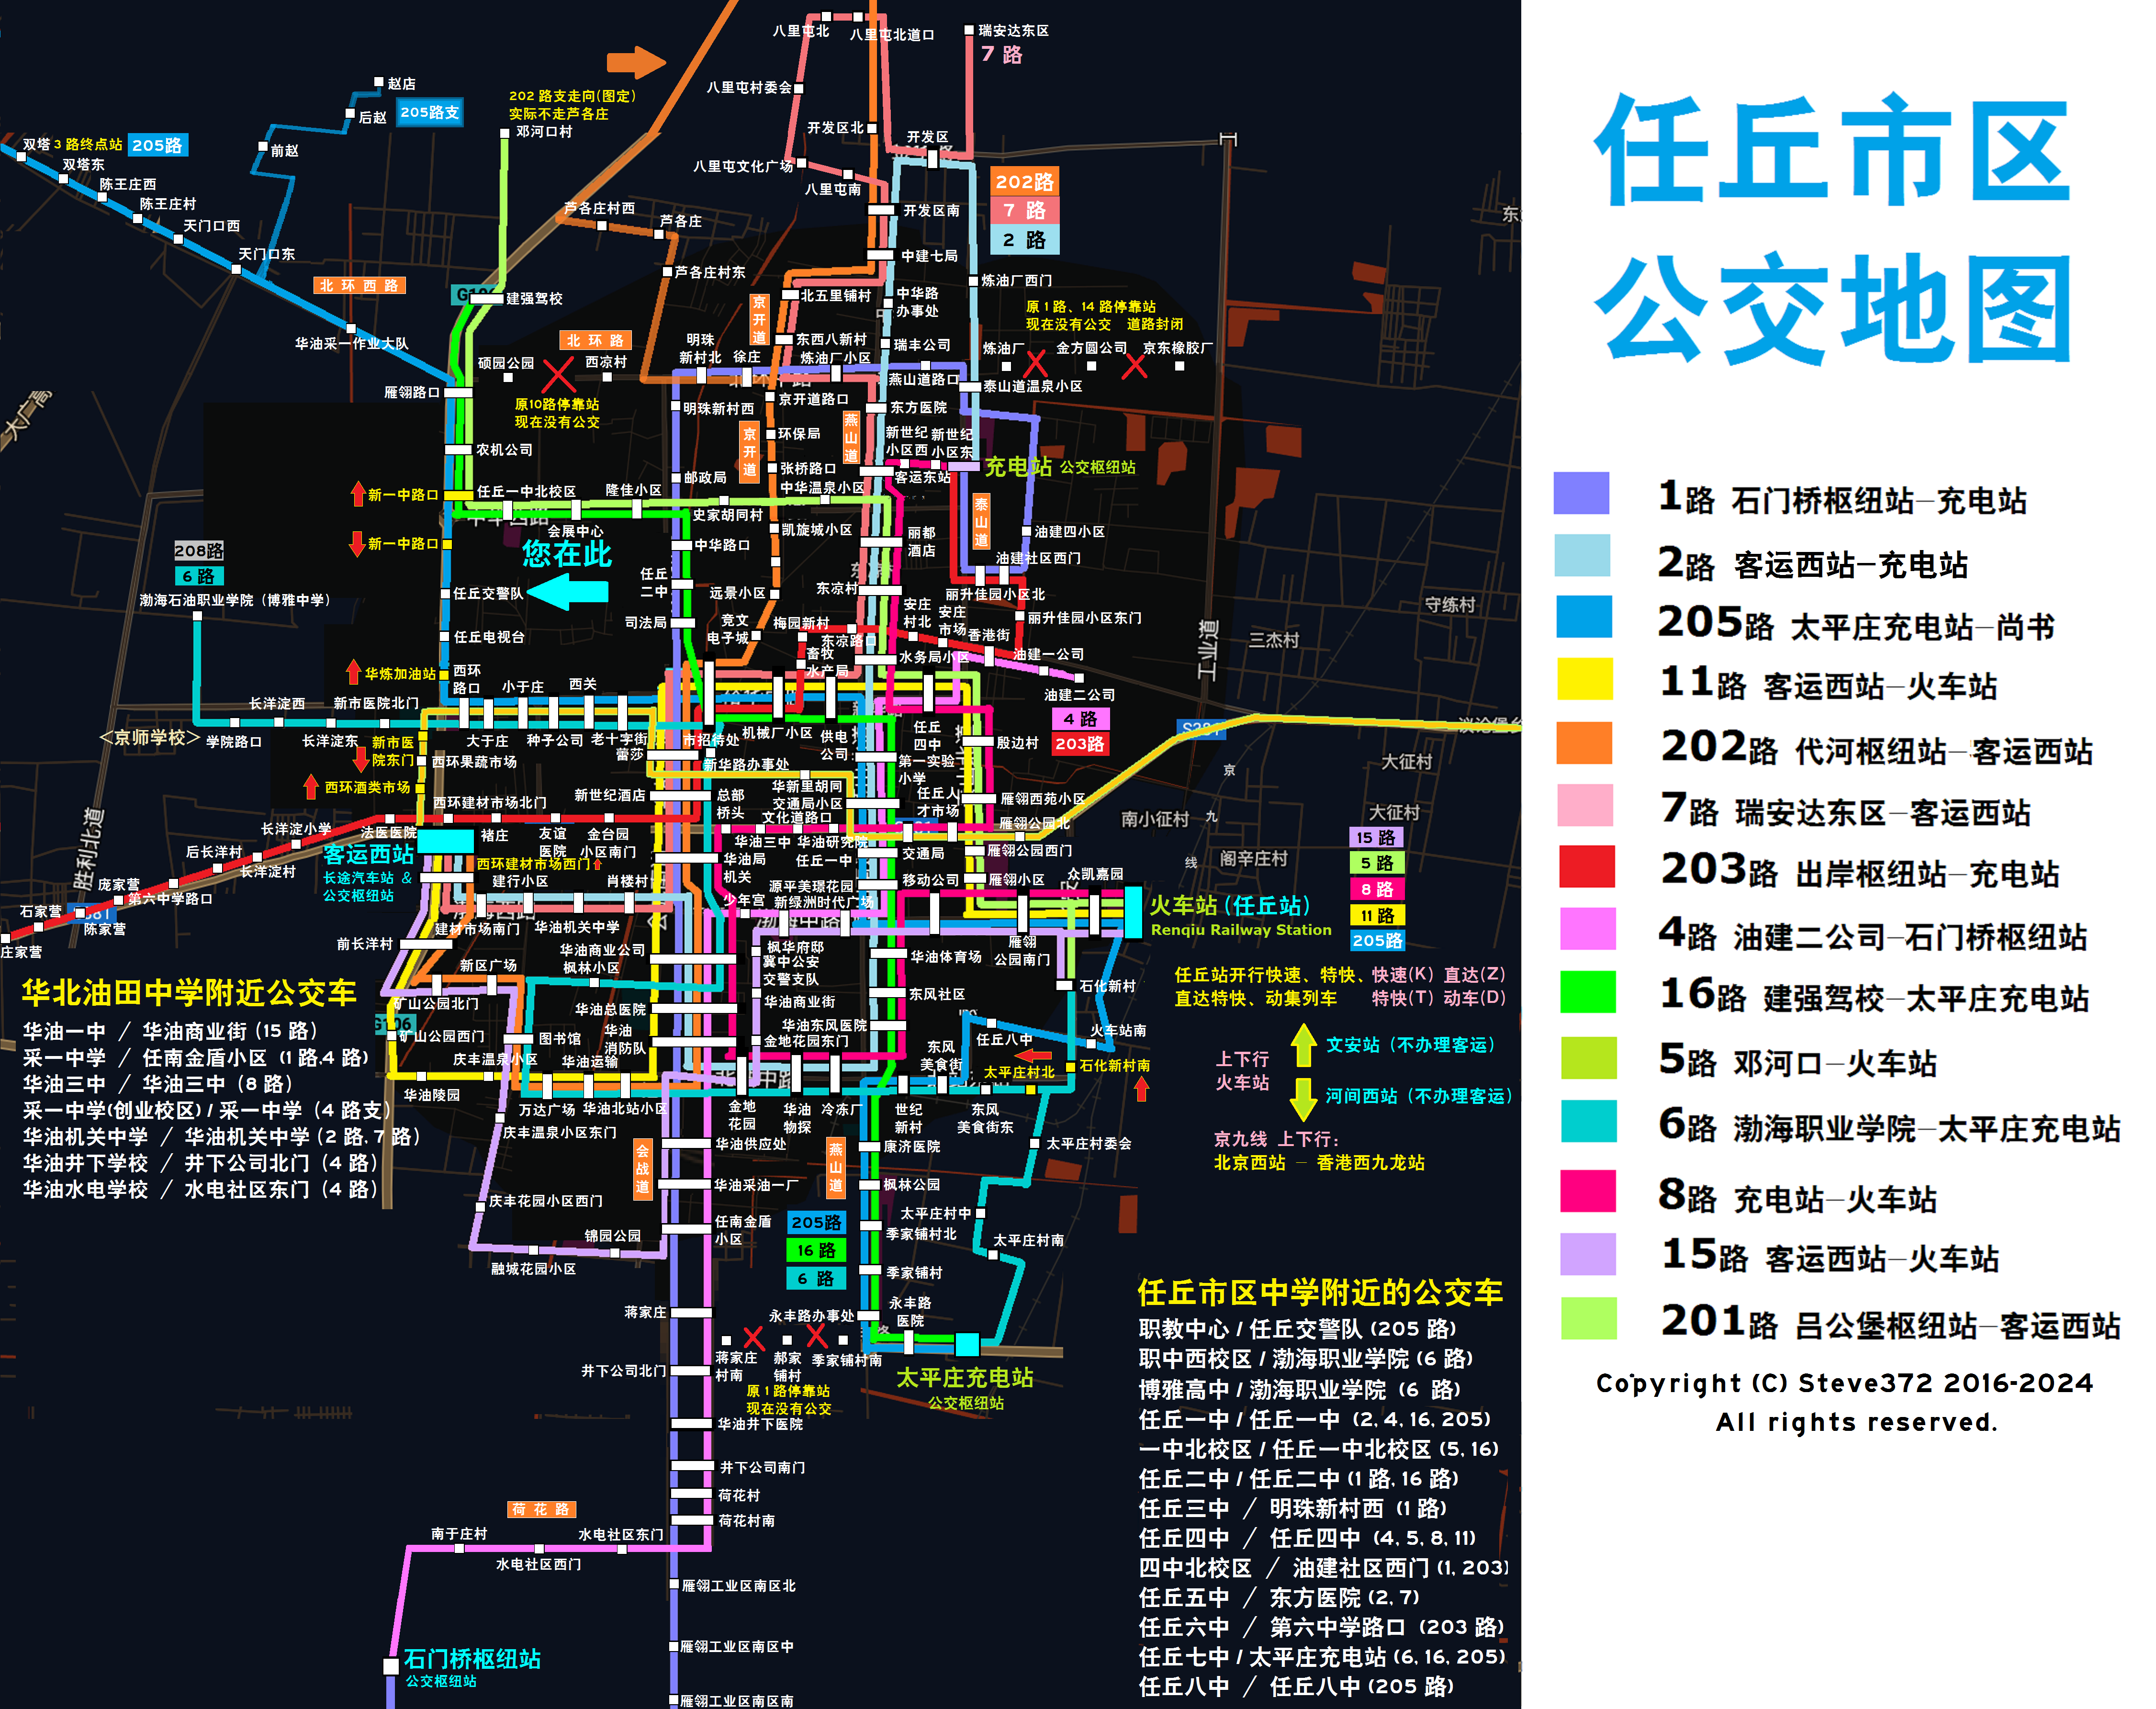 任丘市区
公交地图
1路 石门桥枢纽站—充电站
2路 客运西站—充电站
205路 太平庄充电站—尚书
11路 客运西站—火车站
202路 代河枢纽站—客运西站
7路 瑞安达东区—客运西站
203路 出岸枢纽站—充电站
4路 油建二公司—石门桥枢纽站
16路 建强驾校—太平庄充电站
5路 邓河口—火车站
6路 渤海职业学院—太平庄充电站
8路 充电站—火车站
15路 客运西站—火车站
201路 吕公堡枢纽站—客运西站
Copyright (C) Steve372 2016-2024
All rights reserved.
八里屯北
八里屯北道口
瑞安达东区
7 路
赵店
后赵
205路支
202 路支走向(图定)
实际不走芦各庄
邓河口村
八里屯村委会
开发区北
开发区
双塔 3 路终点站
205路
双塔东
前赵
八里屯文化广场
八里屯南
陈王庄西
陈王庄村
天门口西
天门口东
芦各庄村西
芦各庄
芦各庄村东
开发区南
202路
7 路
2 路
中建七局
炼油厂西门
北环西路
建强驾校
京开道
北五里铺村
中华路
办事处
原 1 路、14 路停靠站
现在没有公交 道路封闭
华油采一作业大队
北环路
明珠
新村北
徐庄
东西八新村
炼油厂小区
瑞丰公司
炼油厂
金方圆公司
京东橡胶厂
硕园公园
西凉村
燕山道路口
泰山道温泉小区
雁翎路口
原10路停靠站
现在没有公交
明珠新村西
京开道路口
东方医院
大广高
农机公司
京开道
环保局
燕山道
新世纪
小区西
新世纪
小区东
充电站 公交枢纽站
邮政局
张桥路口
客运东站
新一中路口
任丘一中北校区
隆佳小区
中华温泉小区
史家胡同村
泰山道
会展中心
凯旋城小区
丽都
酒店
油建四小区
新一中路口
您在此
中华路口
油建社区西门
208路
6 路
渤海石油职业学院（博雅中学）
任丘交警队
任丘
二中
远景小区
东凉村
丽升佳园小区北
守练村
任丘电视台
司法局
竞文
电子城
梅园新村
安庄
村北
安庄
市场
丽升佳园小区东门
东凉路口
香港街
三杰村
工业道
华炼加油站
西环
路口
畜牧
水产局
水务局小区
油建一公司
小于庄
西关
油建二公司
长洋淀西
新市医院北门
4 路
203路
<京师学校>
学院路口
长洋淀东
新市医
院东门
大于庄
种子公司
老十字街
市招待处
机械厂小区
供电
公司
任丘
四中
殷边村
蕾莎
S281
西环果蔬市场
新华路办事处
第一实验
小学
大征村
京
九
线
西环酒类市场
华新里胡同
西环建材市场北门
新世纪酒店
总部
桥头
交通局小区
任丘人
才市场
雁翎西苑小区
南小征村
大征村
胜利北道
长洋淀小学
法医医院
褚庄
友谊
医院
金台园
小区南门
文化道路口
雁翎公园北
15 路
5 路
8 路
11 路
205路
后长洋村
客运西站
长途汽车站 &
公交枢纽站
长洋淀村
西环建材市场西门
华油三中
华油研究院
华油局
机关
任丘一中
交通局
雁翎公园西门
阁辛庄村
庞家营
第六中学路口
石家营
陈家营
庄家营
建行小区
肖楼村
源平美璟花园
移动公司
雁翎小区
众凯嘉园
少年宫
新绿洲时代广场
火车站(任丘站)
Renqiu Railway Station
建材市场南门
华油机关中学
前长洋村
华油商业公司
枫林小区
枫华府邸
冀中公安
交警支队
华油体育场
雁翎
公园南门
新区广场
矿山公园北门
华油总医院
华油商业街
东风社区
石化新村
任丘站开行快速、特快、快速(K) 直达(Z)
直达特快、动集列车 特快(T) 动车(D)
华北油田中学附近公交车
华油一中 / 华油商业街 (15 路)
采一中学 / 任南金盾小区 (1 路,4 路)
华油三中 / 华油三中 (8 路)
采一中学(创业校区) / 采一中学 (4 路支)
华油机关中学 / 华油机关中学 (2 路, 7 路)
华油井下学校 / 井下公司北门 (4 路)
华油水电学校 / 水电社区东门 (4 路)
矿山公园西门
图书馆
华油
消防队
华油东风医院
金地花园东门
任丘八中
火车站南
庆丰温泉小区
华油运输
东风
美食街
太平庄村北
石化新村南
上下行
火车站
文安站 (不办理客运)
河间西站 (不办理客运)
京九线 上下行:
北京西站 — 香港西九龙站
华油陵园
万达广场
华油北站小区
金地
花园
华油
物探
冷冻厂
世纪
新村
东风
美食街东
庆丰温泉小区东门
会战道
华油供应处
燕山道
康济医院
太平庄村委会
华油采油一厂
枫林公园
庆丰花园小区西门
锦园公园
融城花园小区
任南金盾
小区
205路
16 路
6 路
太平庄村中
季家铺村北
太平庄村南
季家铺村
蒋家庄
永丰路办事处
永丰路
医院
蒋家庄
村南
郝家
铺村
季家铺村南
原 1 路停靠站
现在没有公交
太平庄充电站
公交枢纽站
井下公司北门
华油井下医院
井下公司南门
荷花村
荷花村南
荷花路
南于庄村
水电社区东门
水电社区西门
雁翎工业区南区北
石门桥枢纽站
公交枢纽站
雁翎工业区南区中
雁翎工业区南区南
任丘市区中学附近的公交车
职教中心 / 任丘交警队 (205 路)
职中西校区 / 渤海职业学院 (6 路)
博雅高中 / 渤海职业学院 (6 路)
任丘一中 / 任丘一中 (2, 4, 16, 205)
一中北校区 / 任丘一中北校区 (5, 16)
任丘二中 / 任丘二中 (1 路, 16 路)
任丘三中 / 明珠新村西 (1 路)
任丘四中 / 任丘四中 (4, 5, 8, 11)
四中北校区 / 油建社区西门 (1, 203)
任丘五中 / 东方医院 (2, 7)
任丘六中 / 第六中学路口 (203 路)
任丘七中 / 太平庄充电站 (6, 16, 205)
任丘八中 / 任丘八中 (205 路)